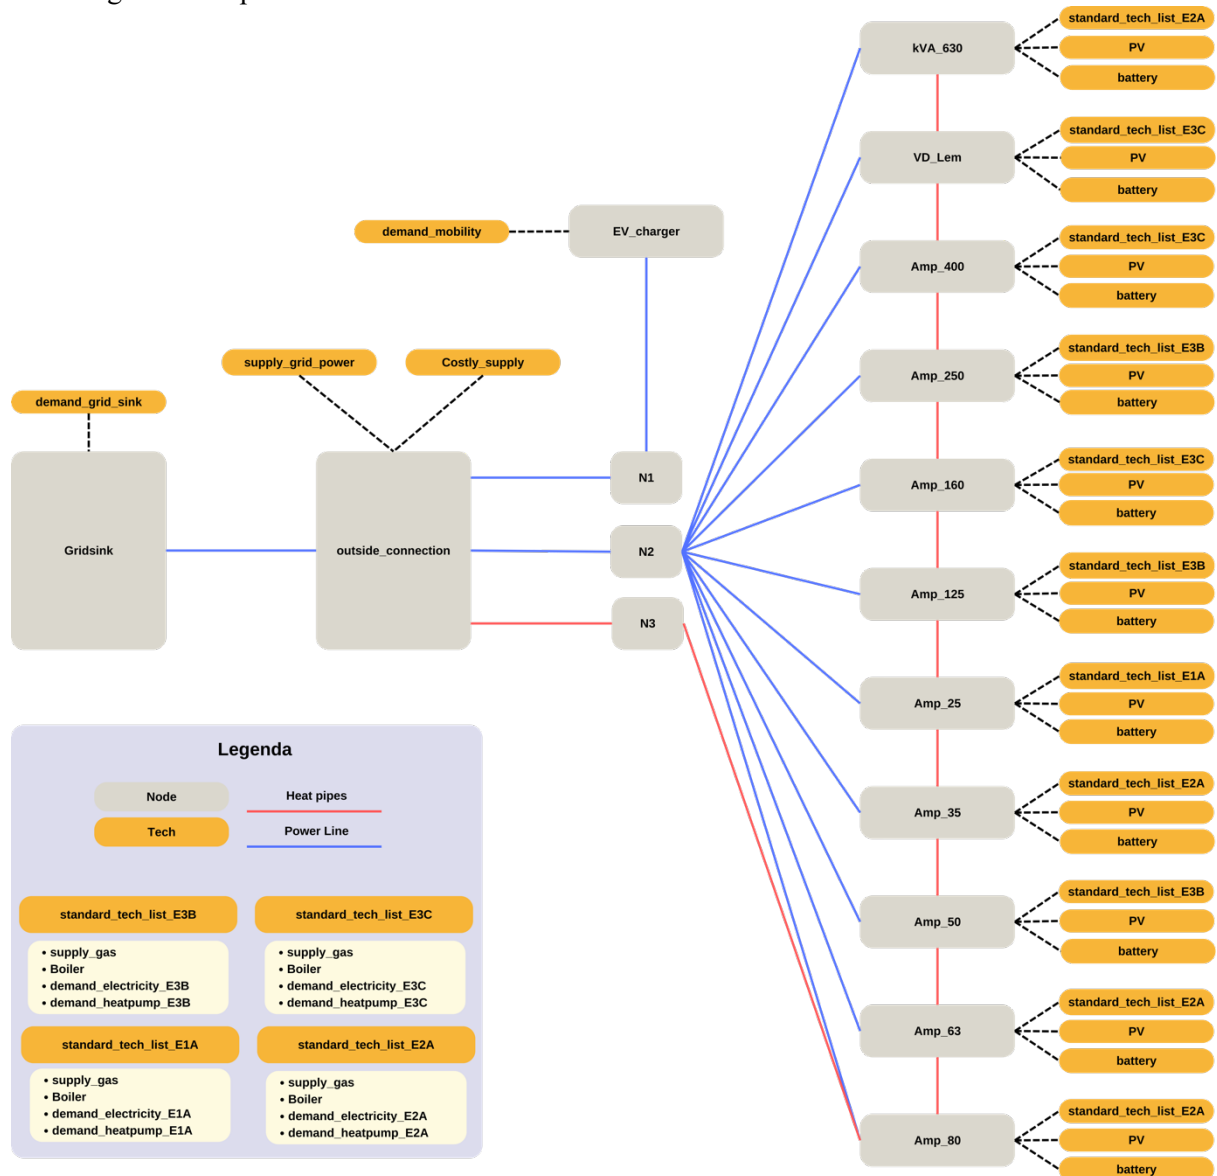 standard_tech_list_E2A
kVA_630
PV
battery
standard_tech_list_E3C
VD_Lem
PV
battery
demand_mobility
EV_charger
standard_tech_list_E3C
Amp_400
PV
battery
supply_grid_power
Costly_supply
standard_tech_list_E3B
Amp_250
PV
battery
demand_grid_sink
standard_tech_list_E3C
N1
Amp_160
PV
battery
Gridsink
outside_connection
N2
standard_tech_list_E3B
Amp_125
PV
battery
N3
standard_tech_list_E1A
Amp_25
PV
battery
standard_tech_list_E2A
Amp_35
PV
battery
standard_tech_list_E3B
Amp_50
PV
battery
standard_tech_list_E2A
Amp_63
PV
battery
standard_tech_list_E2A
Amp_80
PV
battery
Legenda
Node
Heat pipes
Tech
Power Line
standard_tech_list_E3B
• supply_gas
• Boiler
• demand_electricity_E3B
• demand_heatpump_E3B
standard_tech_list_E3C
• supply_gas
• Boiler
• demand_electricity_E3C
• demand_heatpump_E3C
standard_tech_list_E1A
• supply_gas
• Boiler
• demand_electricity_E1A
• demand_heatpump_E1A
standard_tech_list_E2A
• supply_gas
• Boiler
• demand_electricity_E2A
• demand_heatpump_E2A